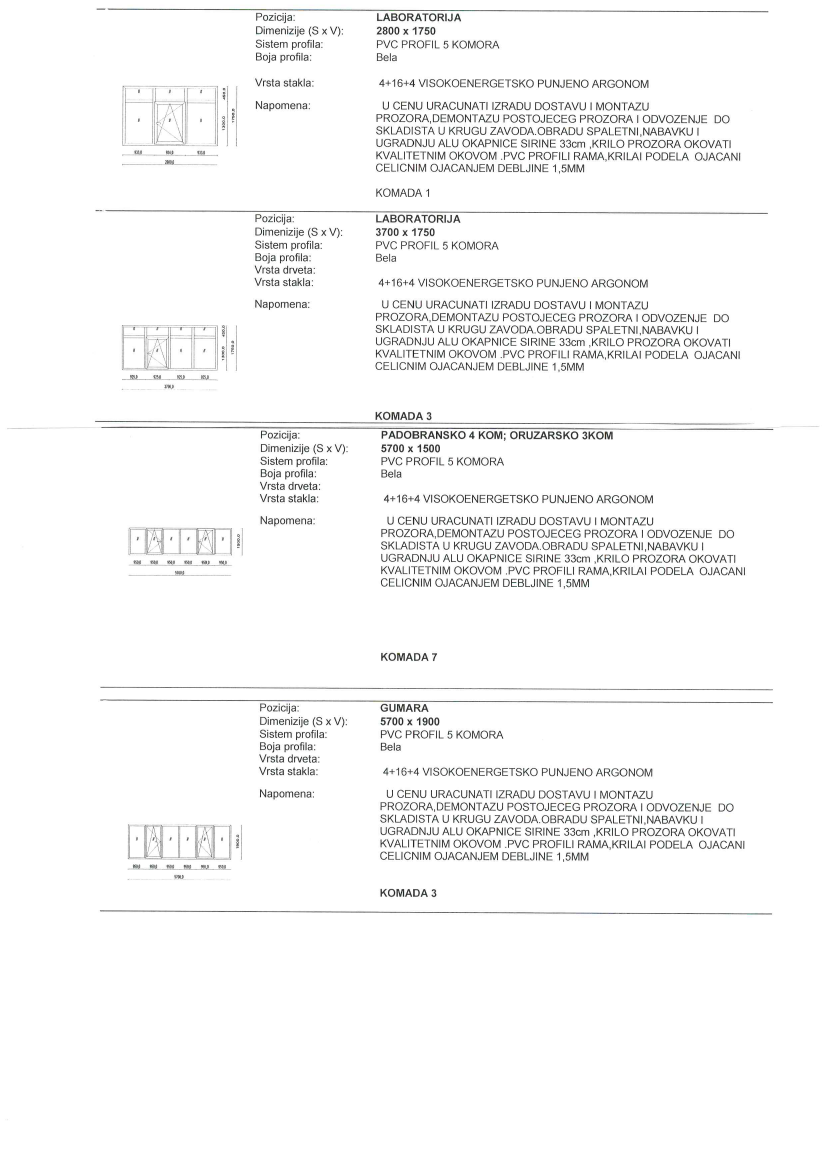 Pozicija: LABORATORIJA
Dimenizije (S x V): 2800 x 1750
Sistem profila: PVC PROFIL 5 KOMORA
Boja profila: Bela
Vrsta stakla: 4+16+4 VISOKOENERGETSKO PUNJENO ARGONOM
Napomena: U CENU URACUNATI IZRADU DOSTAVU I MONTAZU
PROZORA,DEMONTAZU POSTOJECEG PROZORA I ODVOZENJE DO
SKLADISTA U KRUGU ZAVODA.OBRADU SPALETNI,NABAVKU I
UGRADNJU ALU OKAPNICE SIRINE 33cm ,KRILO PROZORA OKOVATI
KVALITETNIM OKOVOM .PVC PROFILI RAMA,KRILAI PODELA OJACANI
CELICNIM OJACANJEM DEBLJINE 1,5MM
KOMADA 1
Pozicija: LABORATORIJA
Dimenizije (S x V): 3700 x 1750
Sistem profila: PVC PROFIL 5 KOMORA
Boja profila: Bela
Vrsta drveta:
Vrsta stakla: 4+16+4 VISOKOENERGETSKO PUNJENO ARGONOM
Napomena: U CENU URACUNATI IZRADU DOSTAVU I MONTAZU
PROZORA,DEMONTAZU POSTOJECEG PROZORA I ODVOZENJE DO
SKLADISTA U KRUGU ZAVODA.OBRADU SPALETNI,NABAVKU I
UGRADNJU ALU OKAPNICE SIRINE 33cm ,KRILO PROZORA OKOVATI
KVALITETNIM OKOVOM .PVC PROFILI RAMA,KRILAI PODELA OJACANI
CELICNIM OJACANJEM DEBLJINE 1,5MM
KOMADA 3
Pozicija: PADOBRANSKO 4 KOM; ORUZARSKO 3KOM
Dimenizije (S x V): 5700 x 1500
Sistem profila: PVC PROFIL 5 KOMORA
Boja profila: Bela
Vrsta drveta:
Vrsta stakla: 4+16+4 VISOKOENERGETSKO PUNJENO ARGONOM
Napomena: U CENU URACUNATI IZRADU DOSTAVU I MONTAZU
PROZORA,DEMONTAZU POSTOJECEG PROZORA I ODVOZENJE DO
SKLADISTA U KRUGU ZAVODA.OBRADU SPALETNI,NABAVKU I
UGRADNJU ALU OKAPNICE SIRINE 33cm ,KRILO PROZORA OKOVATI
KVALITETNIM OKOVOM .PVC PROFILI RAMA,KRILAI PODELA OJACANI
CELICNIM OJACANJEM DEBLJINE 1,5MM
KOMADA 7
Pozicija: GUMARA
Dimenizije (S x V): 5700 x 1900
Sistem profila: PVC PROFIL 5 KOMORA
Boja profila: Bela
Vrsta drveta:
Vrsta stakla: 4+16+4 VISOKOENERGETSKO PUNJENO ARGONOM
Napomena: U CENU URACUNATI IZRADU DOSTAVU I MONTAZU
PROZORA,DEMONTAZU POSTOJECEG PROZORA I ODVOZENJE DO
SKLADISTA U KRUGU ZAVODA.OBRADU SPALETNI,NABAVKU I
UGRADNJU ALU OKAPNICE SIRINE 33cm ,KRILO PROZORA OKOVATI
KVALITETNIM OKOVOM .PVC PROFILI RAMA,KRILAI PODELA OJACANI
CELICNIM OJACANJEM DEBLJINE 1,5MM
KOMADA 3